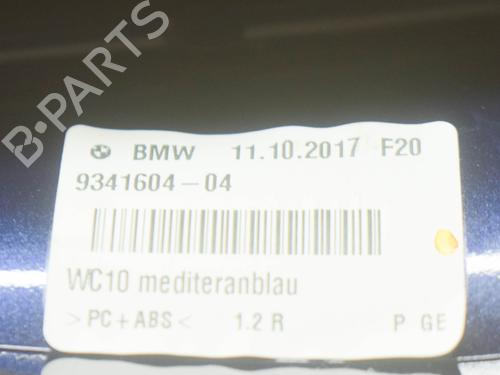 B-PARTS
BMW 11.10.2017 F20
9341604-04
WC10 mediteranblau
>PC+ABS< 1.2 R P GE